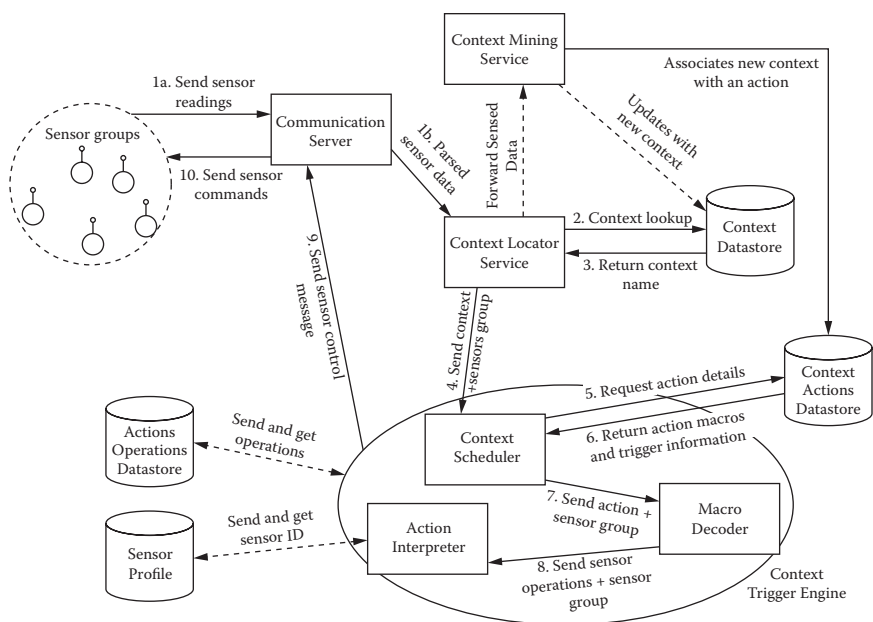 Context Mining
Service
Associates new context
with an action
1a. Send sensor
readings
Sensor groups
Communication
Server
10. Send sensor
commands
1b. Parsed
sensor data
Forward Sensed
Data
Updates with
new context
2. Context lookup
Context
Datastore
Context Locator
Service
3. Return context
name
9. Send sensor control
message
4. Send context
+sensors group
5. Request action details
Context
Actions
Datastore
6. Return action macros
and trigger information
Actions
Operations
Datastore
Send and get
operations
Context
Scheduler
7. Send action +
sensor group
Macro
Decoder
Sensor
Profile
Send and get
sensor ID
Action
Interpreter
8. Send sensor
operations + sensor
group
Context
Trigger Engine